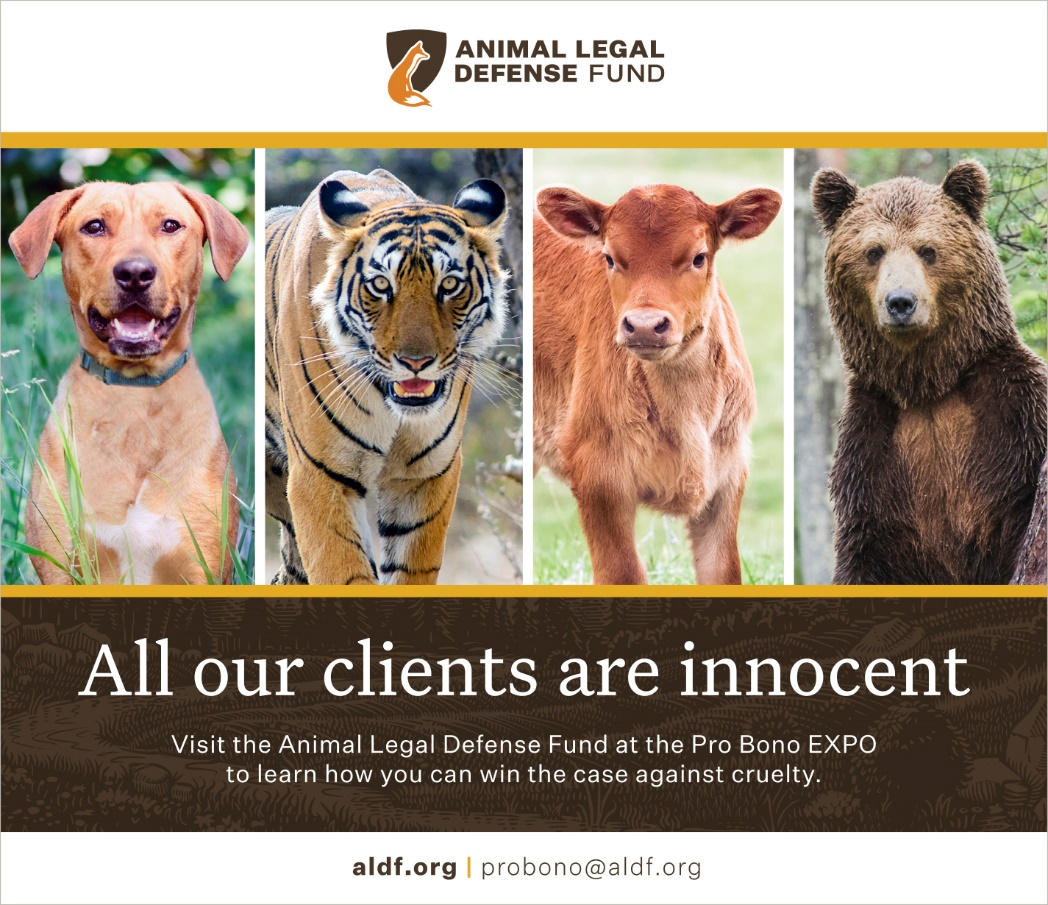 ANIMAL LEGAL
DEFENSE FUND
All our clients are innocent
Visit the Animal Legal Defense Fund at the Pro Bono EXPO
to learn how you can win the case against cruelty.
aldf.org | probono@aldf.org